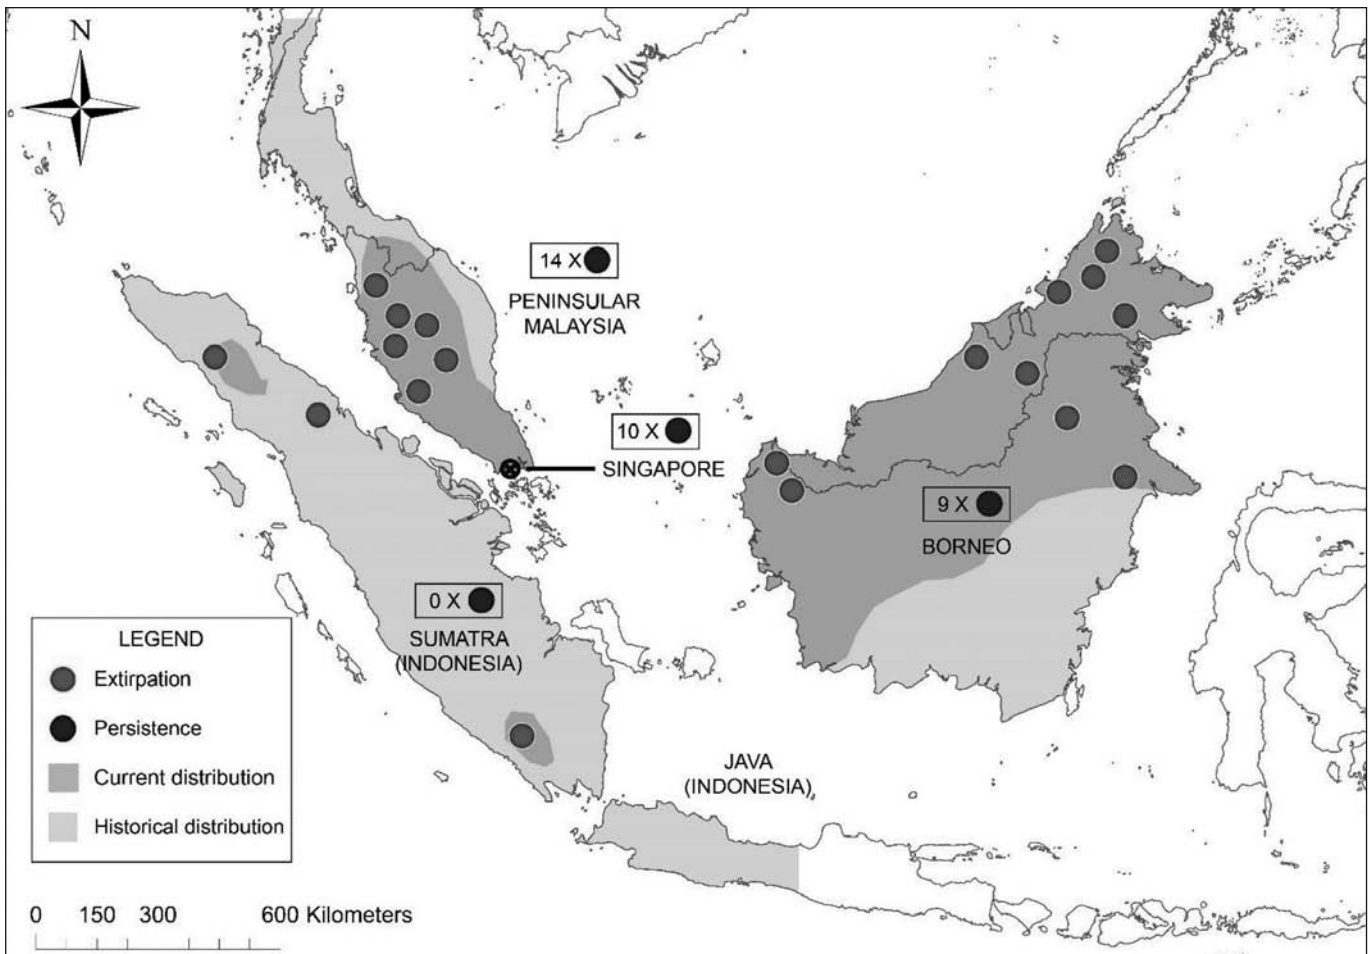 N
14 X
PENINSULAR
MALAYSIA
10 X
SINGAPORE
9 X
BORNEO
0 X
SUMATRA
(INDONESIA)
JAVA
(INDONESIA)
LEGEND
Extirpation
Persistence
Current distribution
Historical distribution
0 150 300 600 Kilometers